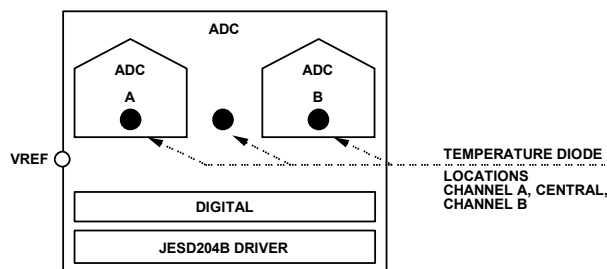 ADC
ADC
ADC
A
B
VREF
TEMPERATURE DIODE
LOCATIONS
CHANNEL A, CENTRAL,
CHANNEL B
DIGITAL
JESD204B DRIVER